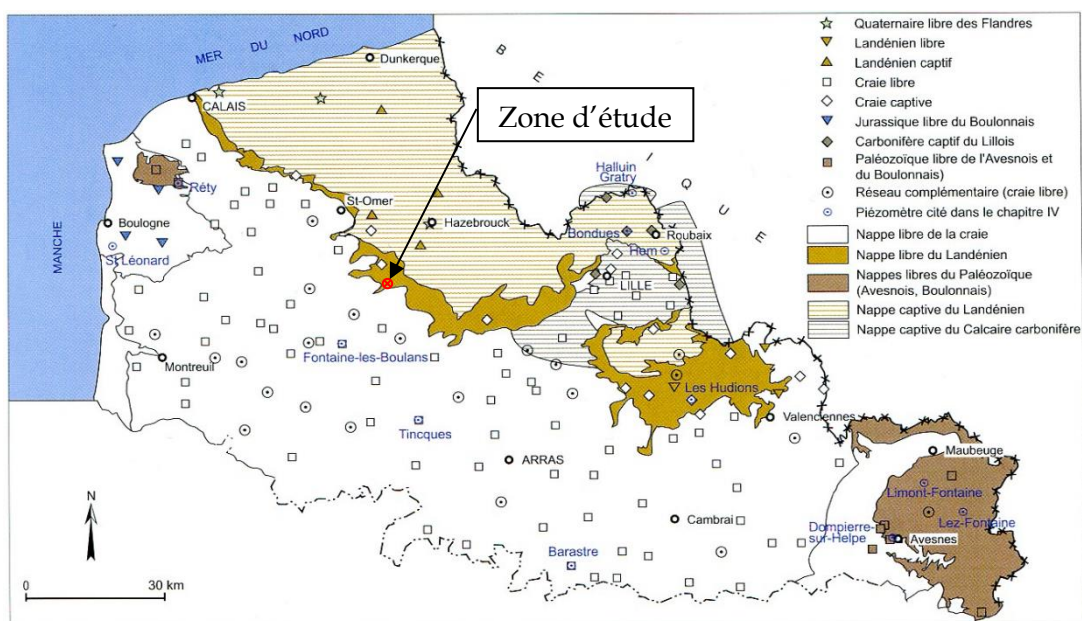 MER DU NORD
Dunkerque
CALAIS
Zone d'étude
BELGIQUE
MANCHE
Réty
Boulogne
St Léonard
St-Omer
Hazebrouck
Halluin
Gratry
Bondues
Roubaix
Hem
LILLE
Montreuil
Fontaine-les-Boulans
Les Hudions
Valenciennes
Tincques
ARRAS
Maubeuge
Limont-Fontaine
Lez-Fontaine
Cambrai
Dompierre-
sur-Helpe
Avesnes
Barastre
N
0 30 km
Quaternaire libre des Flandres
Landénien libre
Landénien captif
Craie libre
Craie captive
Jurassique libre du Boulonnais
Carbonifère captif du Lillois
Paléozoïque libre de l'Avesnois et
du Boulonnais)
Réseau complémentaire (craie libre)
Piézomètre cité dans le chapitre IV
Nappe libre de la craie
Nappe libre du Landénien
Nappes libres du Paléozoïque
(Avesnois, Boulonnais)
Nappe captive du Landénien
Nappe captive du Calcaire carbonifère